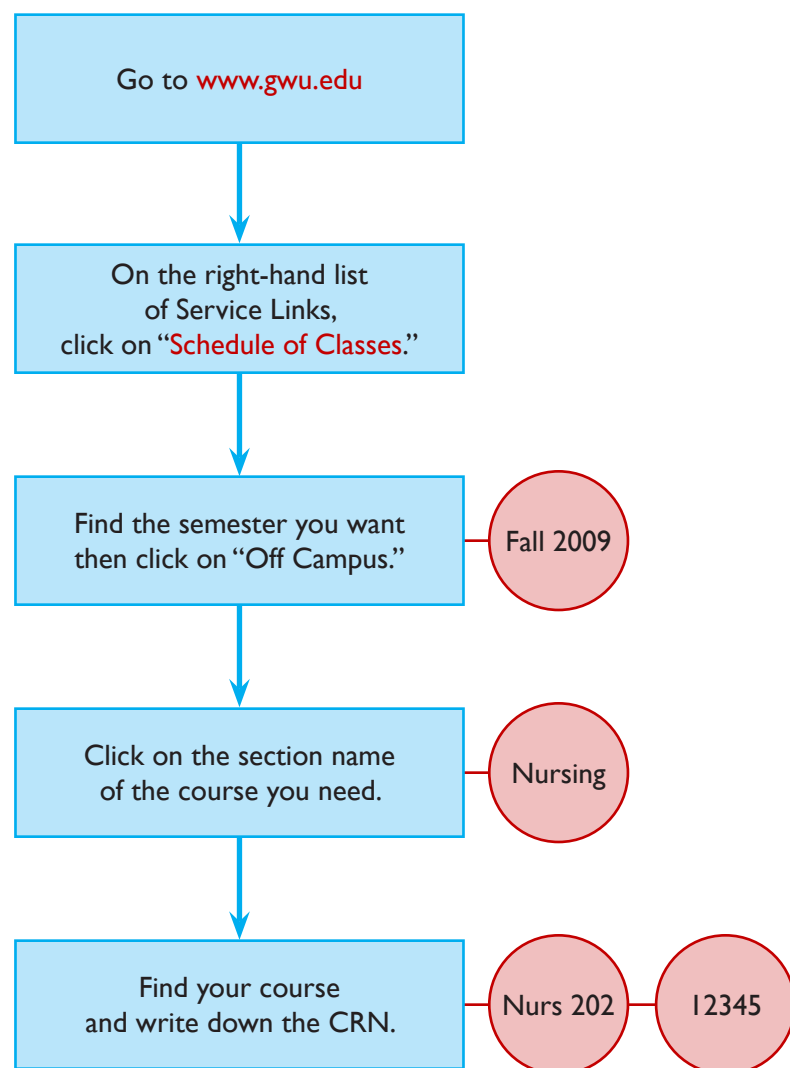 Go to www.gwu.edu
On the right-hand list
of Service Links,
click on “Schedule of Classes.”
Find the semester you want
then click on “Off Campus.”
Fall 2009
Click on the section name
of the course you need.
Nursing
Find your course
and write down the CRN.
Nurs 202
12345